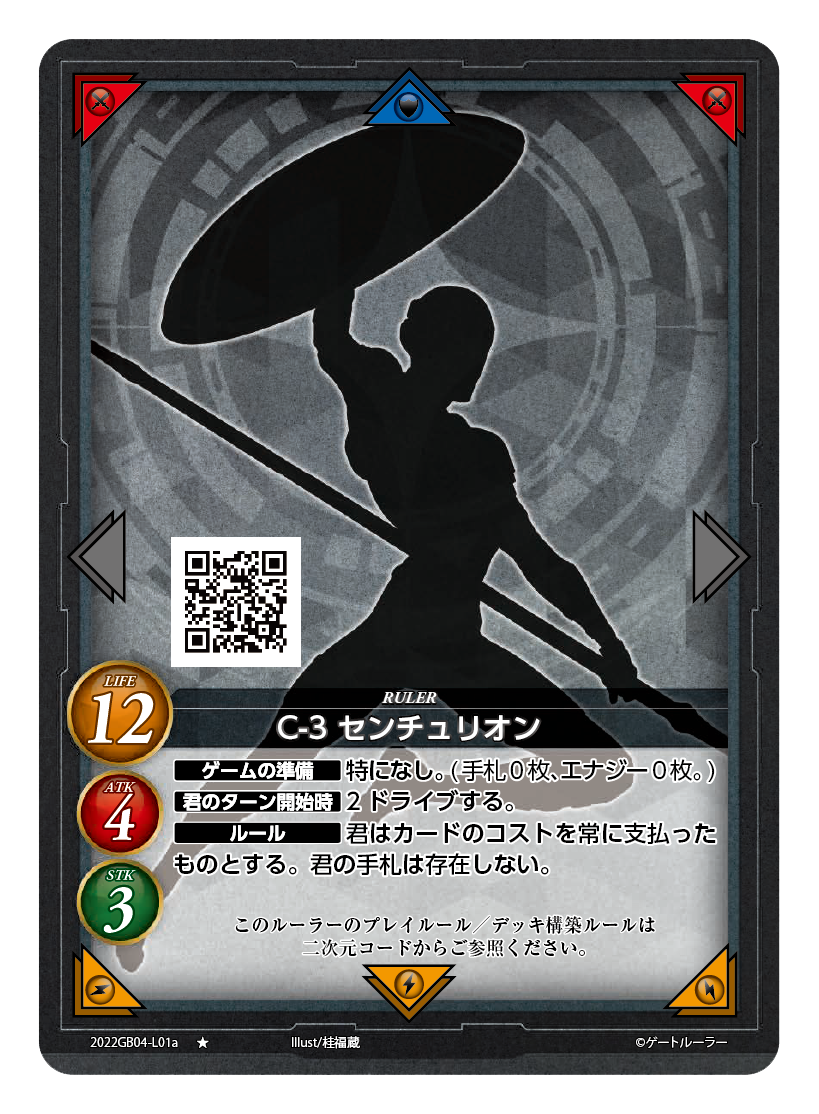 RULER
C-3 センチュリオン
LIFE
12
ATK
4
STK
3
ゲームの準備 特になし。(手札０枚、エナジー０枚。)
君のターン開始時 2 ドライブする。
ルール 君はカードのコストを常に支払った
ものとする。君の手札は存在しない。
このルーラーのプレイルール／デッキ構築ルールは
二次元コードからご参照ください。
2022GB04-L01a ★ Illust/桂福蔵 ©ゲートルーラー